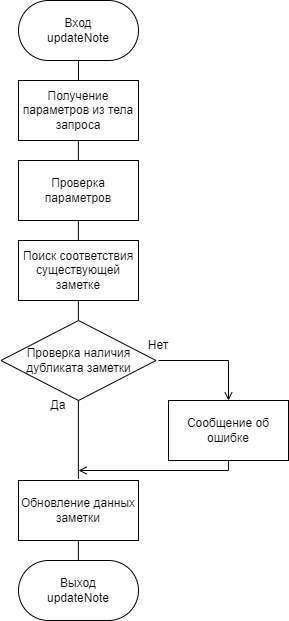 Вход
updateNote
Получение
параметров из тела
запроса
Проверка
параметров
Поиск соответствия
существующей
заметке
Проверка наличия
дубликата заметки
Нет
Да
Сообщение об
ошибке
Обновление данных
заметки
Выход
updateNote